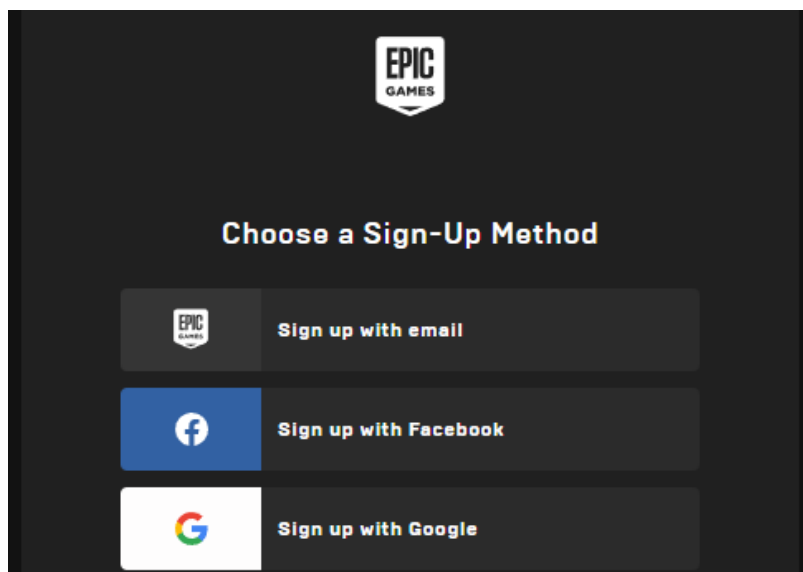 EPIC
GAMES
Choose a Sign-Up Method
EPIC
GAMES
Sign up with email
Sign up with Facebook
Sign up with Google